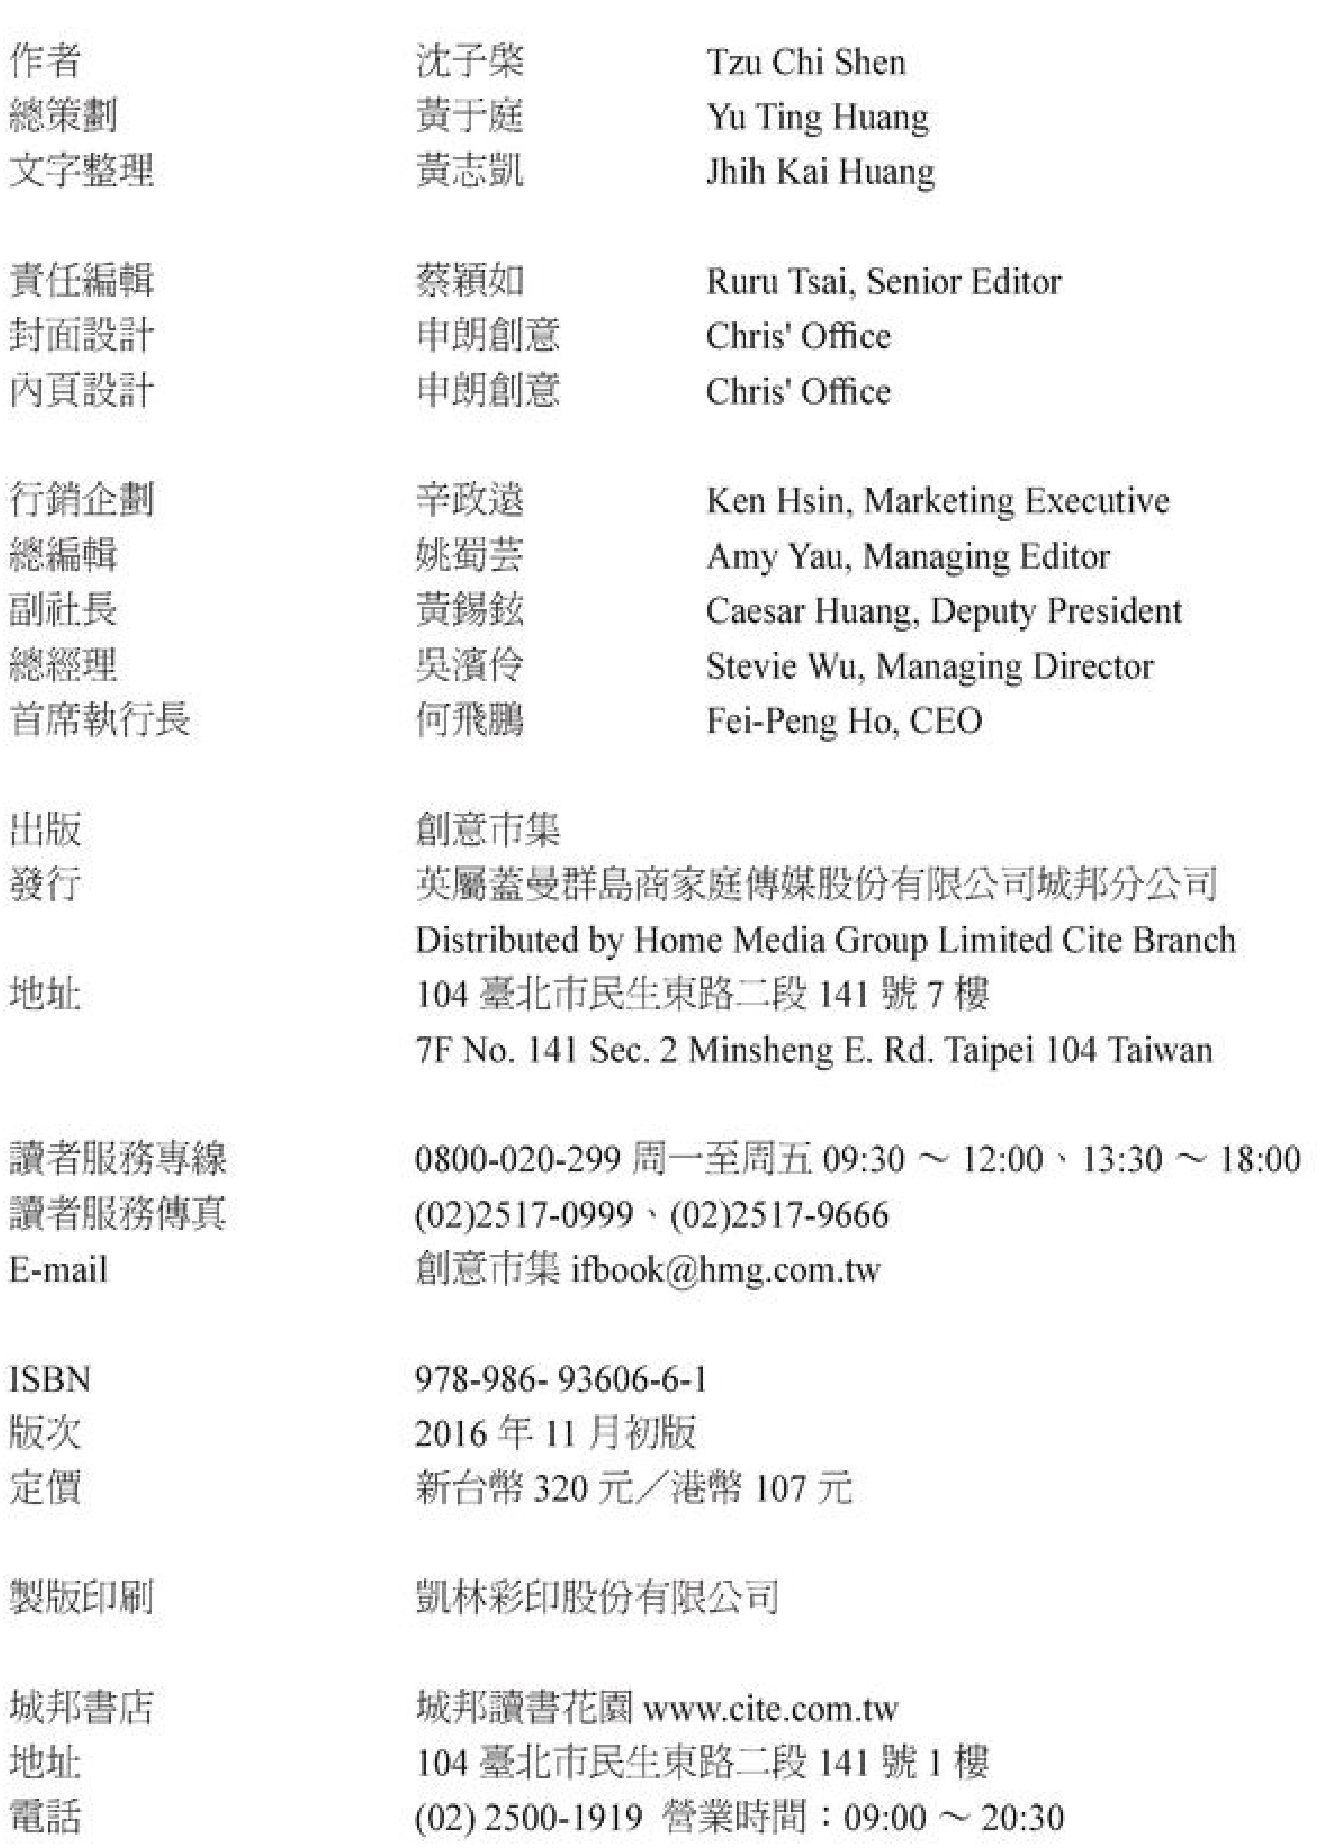 作者 沈子棨 Tzu Chi Shen
總策劃 黃于庭 Yu Ting Huang
文字整理 黃志凱 Jhih Kai Huang
責任編輯 蔡穎如 Ruru Tsai, Senior Editor
封面設計 申朗創意 Chris' Office
內頁設計 申朗創意 Chris' Office
行銷企劃 辛政遠 Ken Hsin, Marketing Executive
總編輯 姚蜀芸 Amy Yau, Managing Editor
副社長 黃錫鉉 Caesar Huang, Deputy President
總經理 吳濱伶 Stevie Wu, Managing Director
首席執行長 何飛鵬 Fei-Peng Ho, CEO
出版 創意市集
發行 英屬蓋曼群島商家庭傳媒股份有限公司城邦分公司
Distributed by Home Media Group Limited Cite Branch
地址 104 臺北市民生東路二段 141 號 7 樓
7F No. 141 Sec. 2 Minsheng E. Rd. Taipei 104 Taiwan
讀者服務專線 0800-020-299 周一至周五 09:30 ～ 12:00、13:30 ～ 18:00
讀者服務傳真 (02)2517-0999、(02)2517-9666
E-mail 創意市集 ifbook@hmg.com.tw
ISBN 978-986- 93606-6-1
版次 2016 年 11 月初版
定價 新台幣 320 元／港幣 107 元
製版印刷 凱林彩印股份有限公司
城邦書店 城邦讀書花園 www.cite.com.tw
地址 104 臺北市民生東路二段 141 號 1 樓
電話 (02) 2500-1919 營業時間：09:00 ～ 20:30